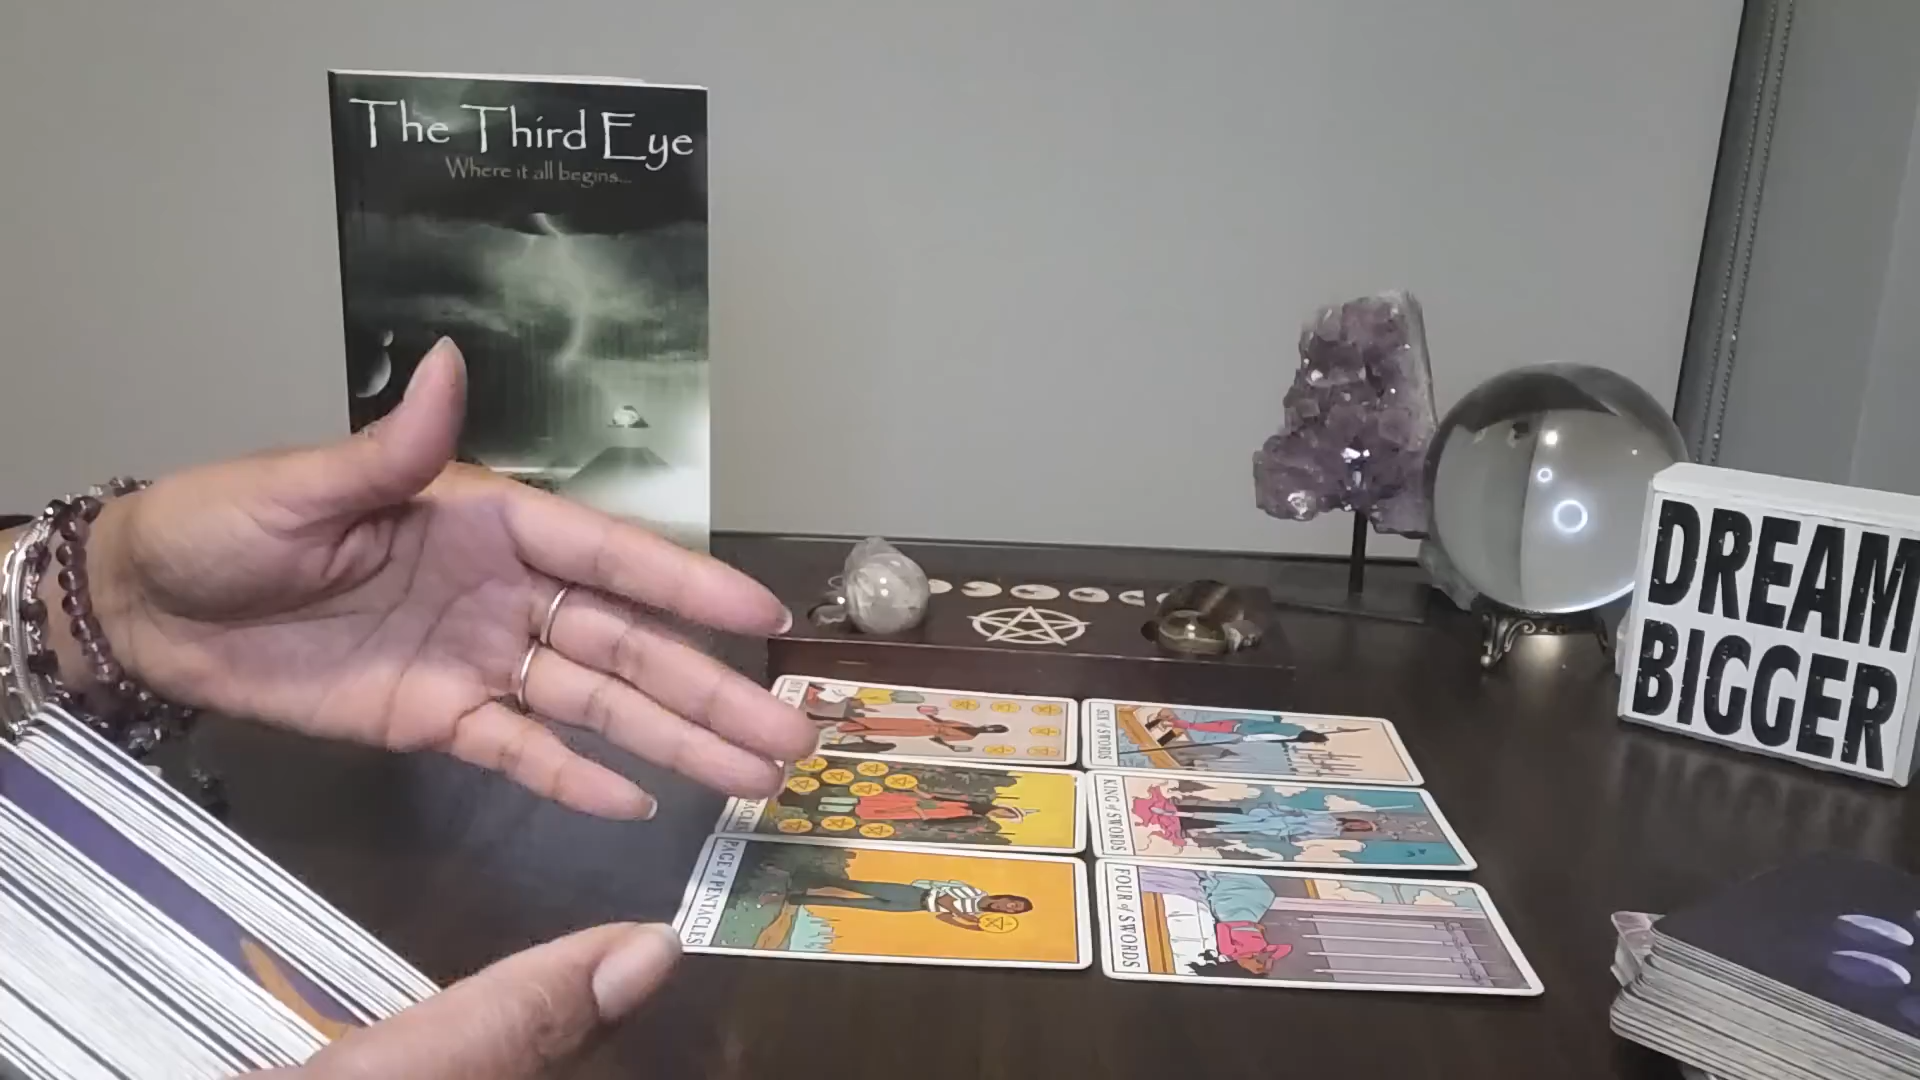 The Third Eye
Where it all begins...
DREAM
BIGGER
SIX of SWORDS
KING of SWORDS
PAGE of PENTACLES
FOUR of SWORDS